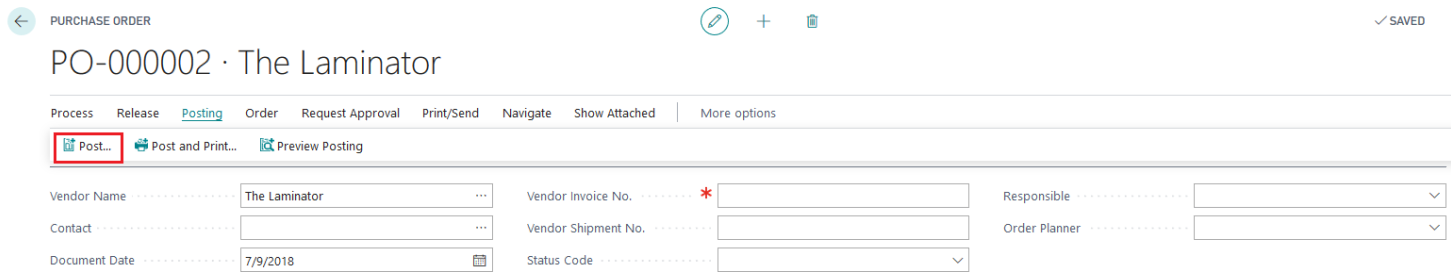 PURCHASE ORDER
SAVED
PO-000002 · The Laminator
Process Release Posting Order Request Approval Print/Send Navigate Show Attached More options
Post... Post and Print... Preview Posting
Vendor Name The Laminator ... Vendor Invoice No. * Responsible
Contact ... Vendor Shipment No. Order Planner
Document Date 7/9/2018 Status Code